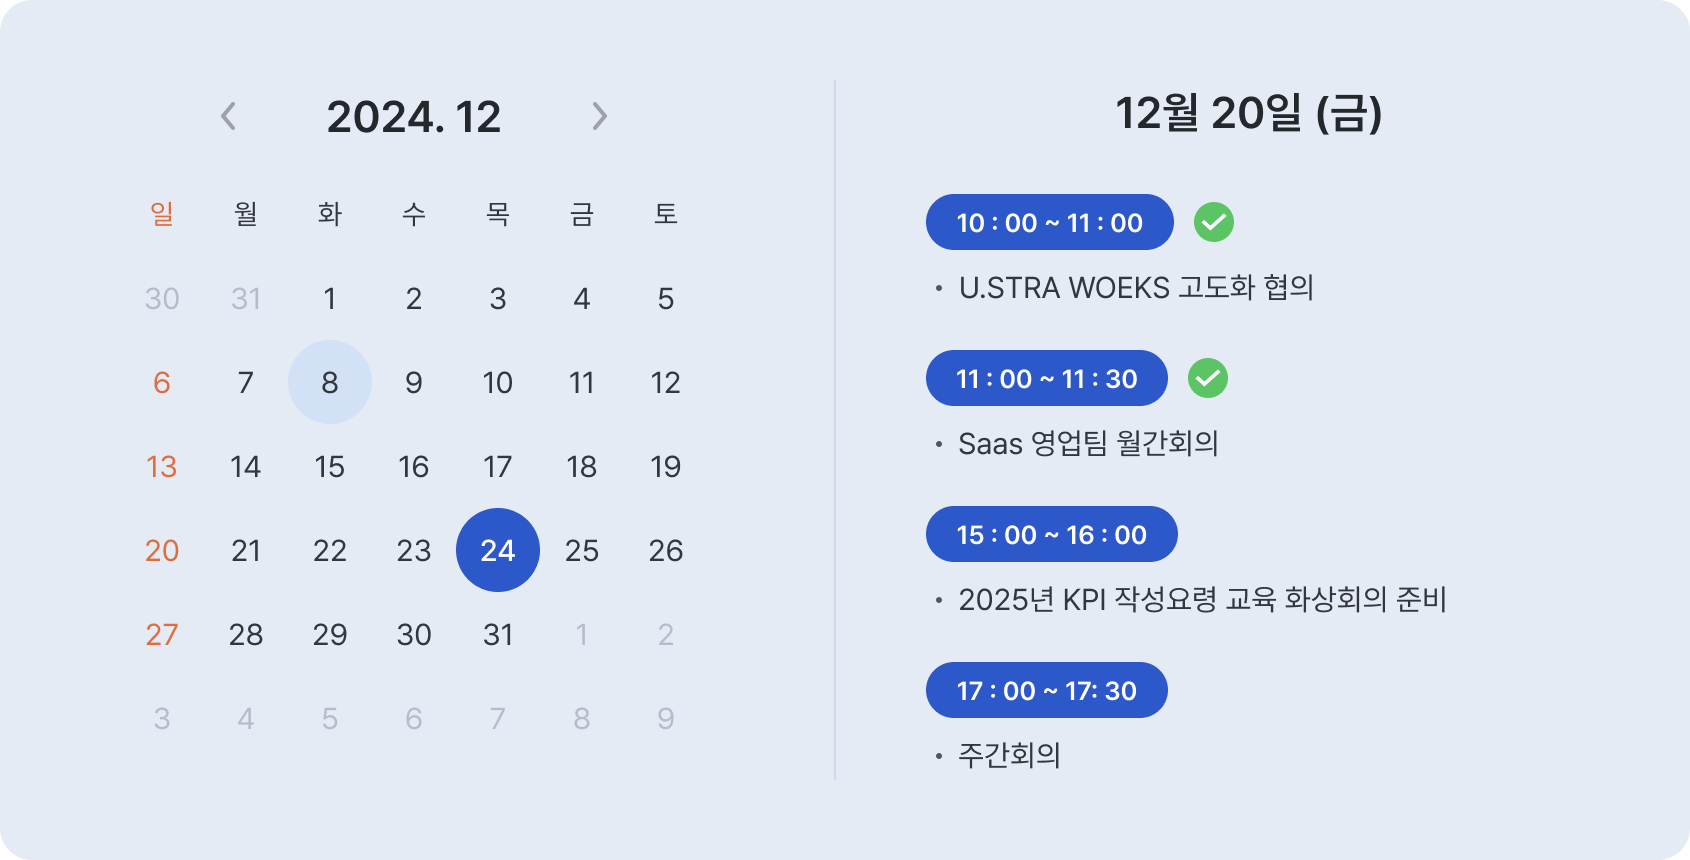 2024. 12
일 월 화 수 목 금 토
30 31 1 2 3 4 5
6 7 8 9 10 11 12
13 14 15 16 17 18 19
20 21 22 23 24 25 26
27 28 29 30 31 1 2
3 4 5 6 7 8 9
12월 20일 (금)
10 : 00 ~ 11 : 00
· U.STRA WOEKS 고도화 협의
11 : 00 ~ 11 : 30
· Saas 영업팀 월간회의
15 : 00 ~ 16 : 00
· 2025년 KPI 작성요령 교육 화상회의 준비
17 : 00 ~ 17: 30
· 주간회의